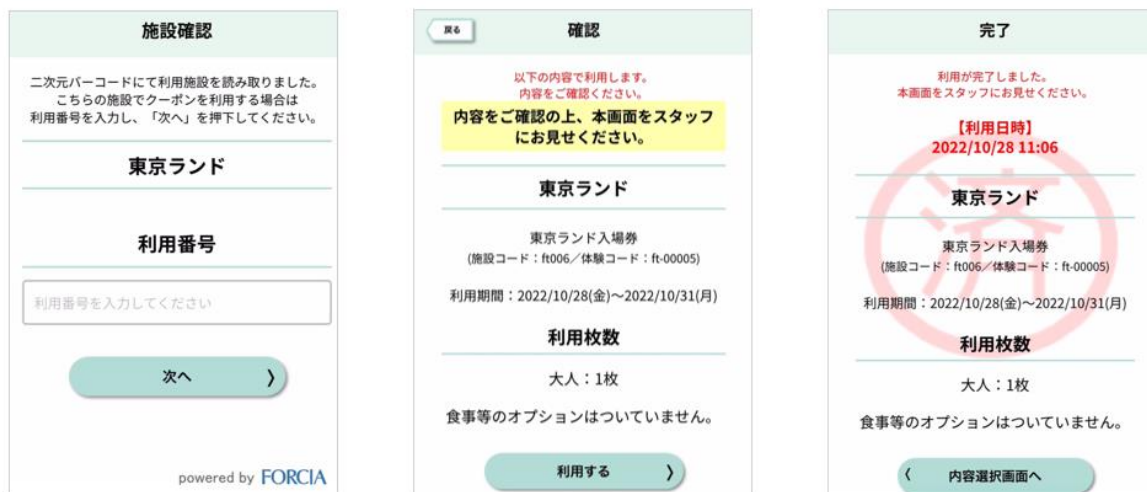 施設確認
二次元バーコードにて利用施設を読み取りました。
こちらの施設でクーポンを利用する場合は
利用番号を入力し、「次へ」を押下してください。
東京ランド
利用番号
利用番号を入力してください
次へ
powered by FORCIA
戻る
確認
以下の内容で利用します。
内容をご確認ください。
内容をご確認の上、本画面をスタッフ
にお見せください。
東京ランド
東京ランド入場券
(施設コード：ft006／体験コード：ft-00005)
利用期間：2022/10/28(金)～2022/10/31(月)
利用枚数
大人：1枚
食事等のオプションはついていません。
利用する
完了
利用が完了しました。
本画面をスタッフにお見せください。
【利用日時】
2022/10/28 11:06
済
東京ランド
東京ランド入場券
(施設コード：ft006／体験コード：ft-00005)
利用期間：2022/10/28(金)～2022/10/31(月)
利用枚数
大人：1枚
食事等のオプションはついていません。
内容選択画面へ